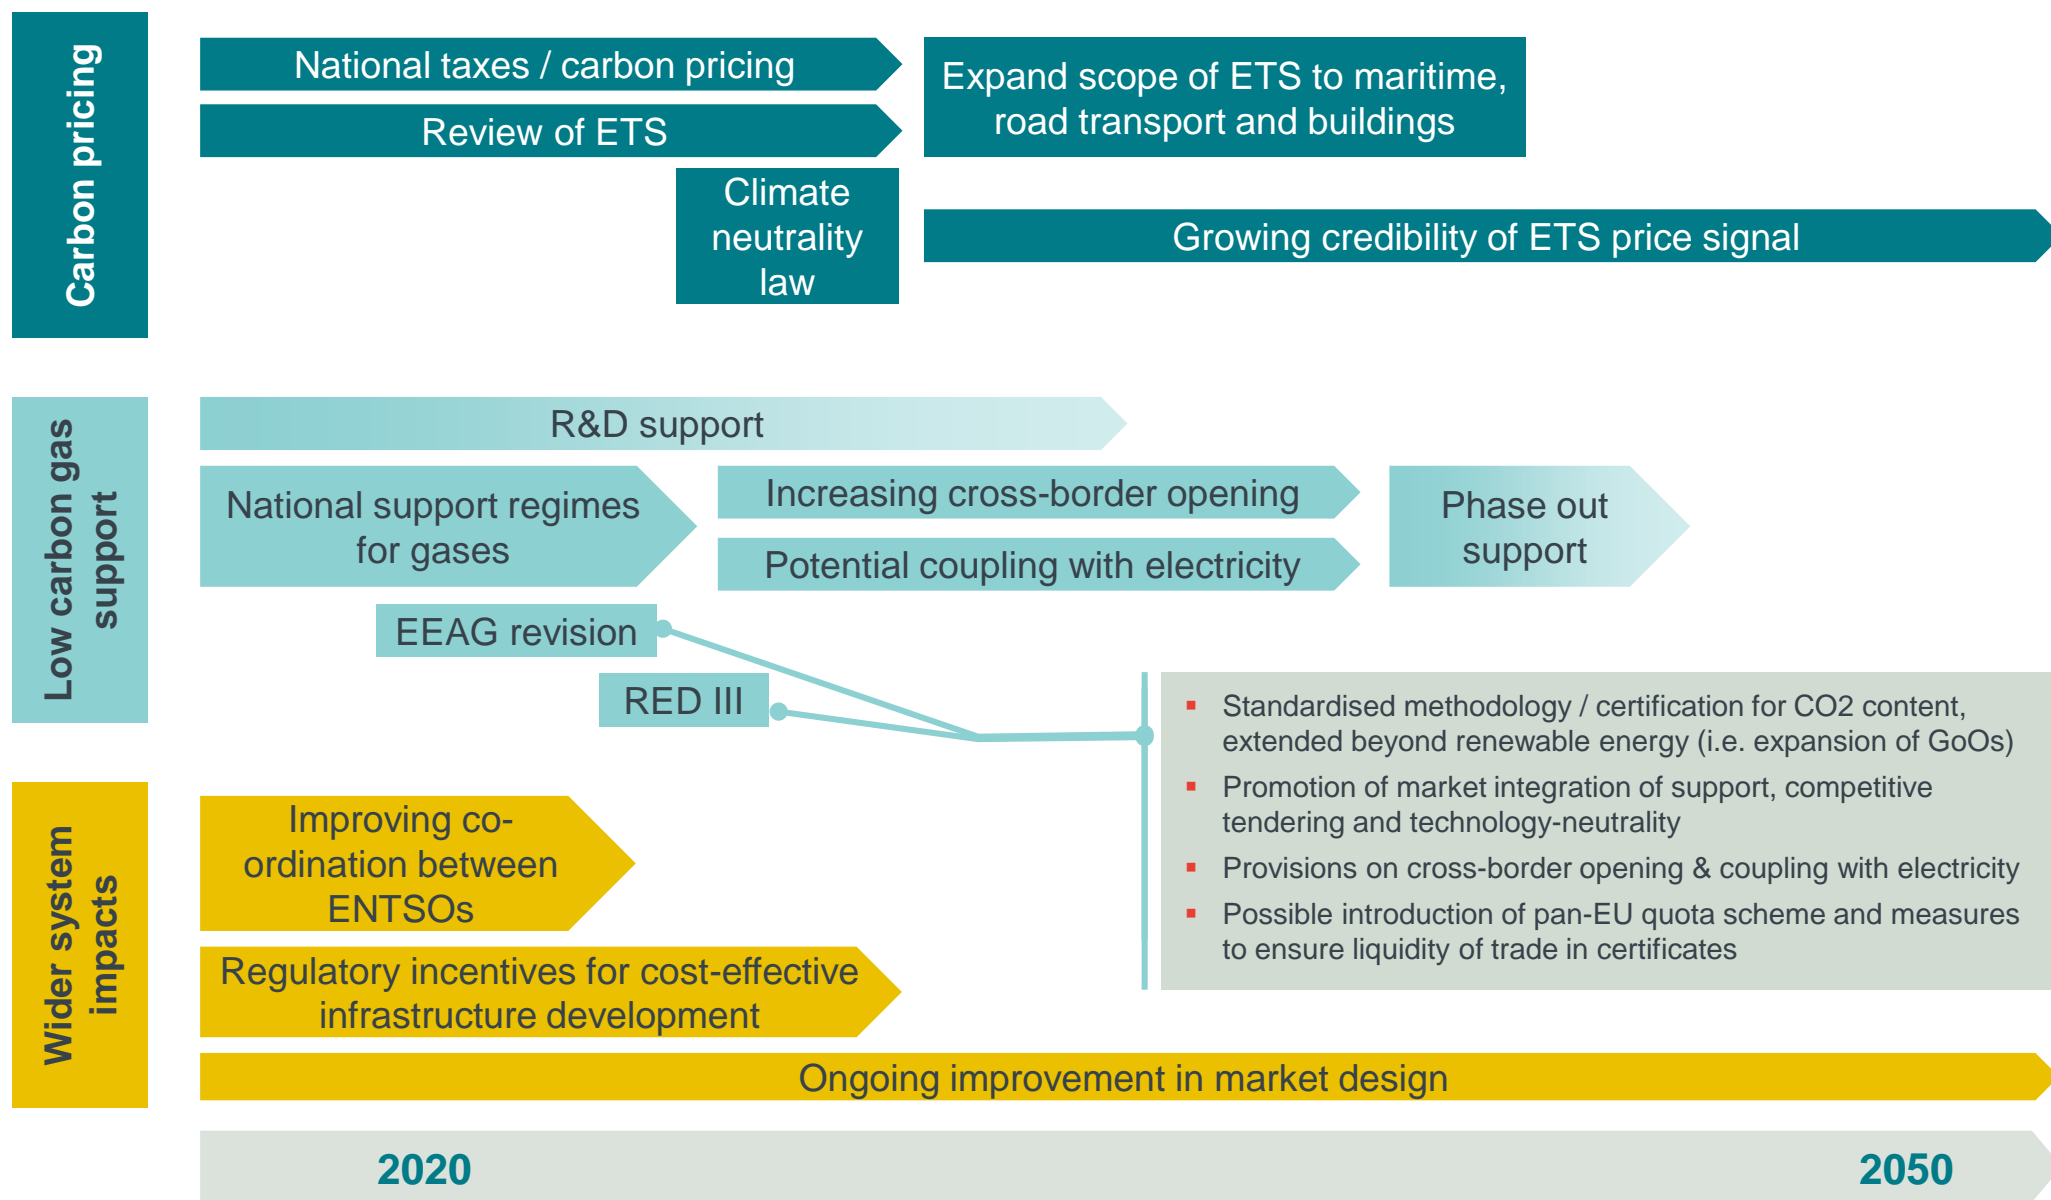 Carbon pricing
National taxes / carbon pricing
Review of ETS
Expand scope of ETS to maritime,
road transport and buildings
Climate
neutrality
law
Growing credibility of ETS price signal
Low carbon gas
support
R&D support
National support regimes
for gases
Increasing cross-border opening
Potential coupling with electricity
Phase out
support
EEAG revision
RED III
▪ Standardised methodology / certification for CO2 content,
extended beyond renewable energy (i.e. expansion of GoOs)
▪ Promotion of market integration of support, competitive
tendering and technology-neutrality
▪ Provisions on cross-border opening & coupling with electricity
▪ Possible introduction of pan-EU quota scheme and measures
to ensure liquidity of trade in certificates
Wider system
impacts
Improving co-
ordination between
ENTSOs
Regulatory incentives for cost-effective
infrastructure development
Ongoing improvement in market design
2020
2050